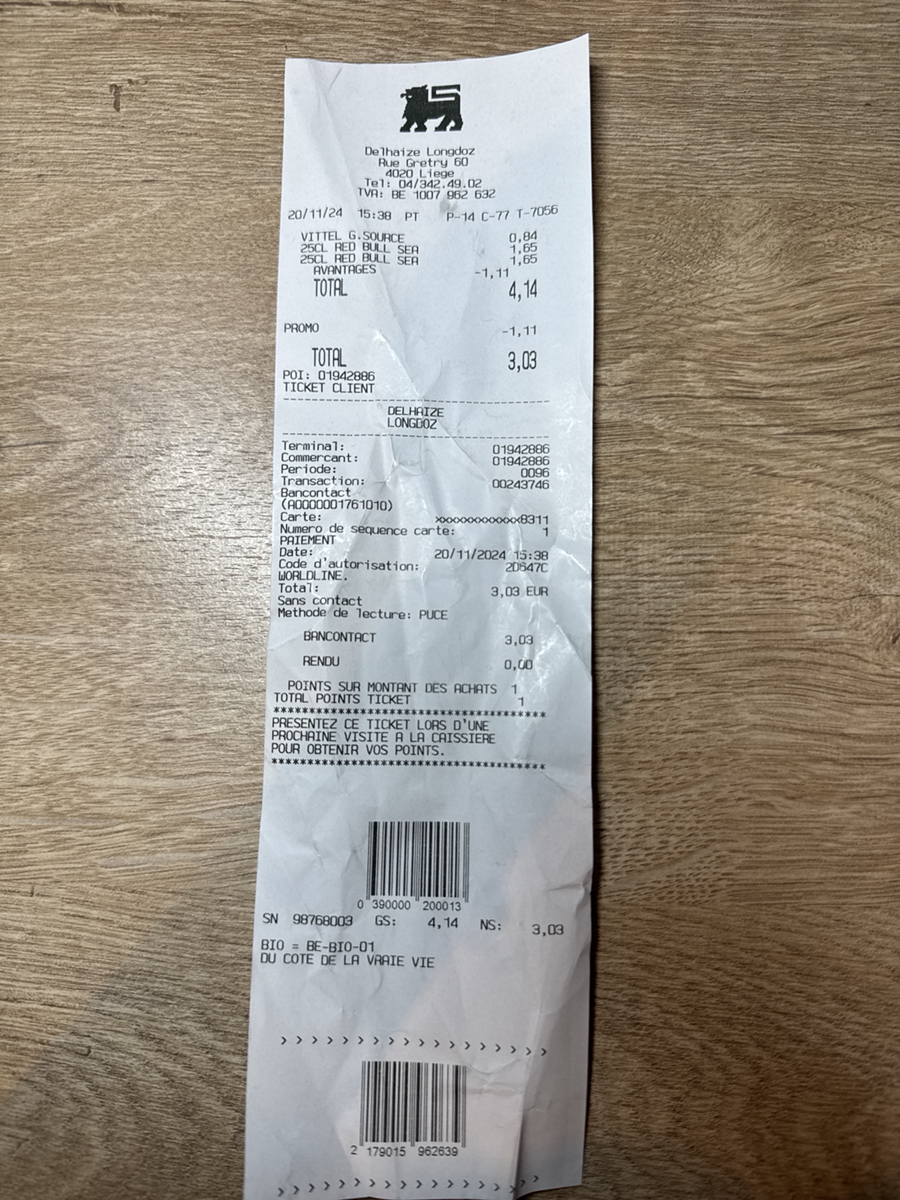 Delhaize Longdoz
Rue Gretry 60
4020 Liege
Tel: 04/342.49.02
TVA: BE 1007 962 632
20/11/24 15:38 PT P-14 C-77 T-7056
VITTEL G.SOURCE 0,84
25CL RED BULL SEA 1,65
25CL RED BULL SEA 1,65
AVANTAGES -1,11
TOTAL 4,14
PROMO -1,11
TOTAL 3,03
POI: 01942886
TICKET CLIENT
DELHAIZE
LONGDOZ
Terminal: 01942886
Commercant: 01942886
Periode: 0096
Transaction: 00243746
Bancontact
(A0000001761010)
Carte: xxxxxxxxxxxxx8311
Numero de sequence carte: 1
PAIEMENT
Date: 20/11/2024 15:38
Code d'autorisation: 2D647C
WORLDLINE.
Total: 3,03 EUR
Sans contact
Methode de lecture: PUCE
BANCONTACT 3,03
RENDU 0,00
POINTS SUR MONTANT DES ACHATS 1
TOTAL POINTS TICKET 1
*************************************
PRESENTEZ CE TICKET LORS D'UNE
PROCHAINE VISITE A LA CAISSIERE
POUR OBTENIR VOS POINTS.
*************************************
0 390000 200013
SN 98768003 GS: 4,14 NS: 3,03
BIO = BE-BIO-01
DU COTE DE LA VRAIE VIE
> > > > > > > > > > > > > > > > > >
2 179015 962639
> > > > > > > > > > > > > > > > > >